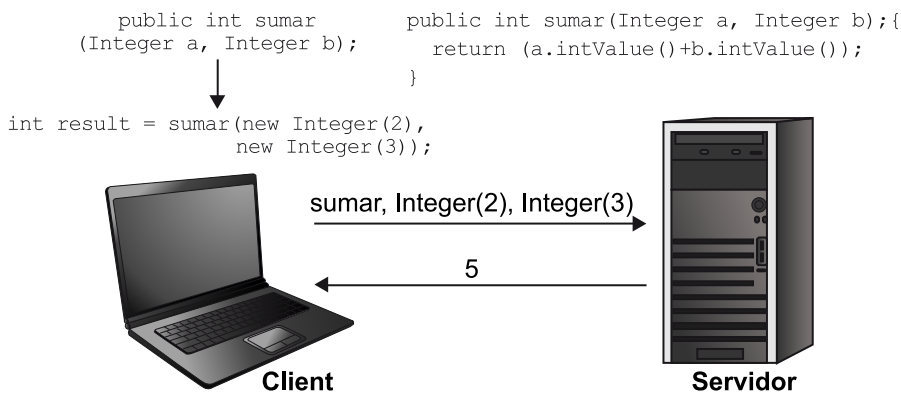 public int sumar
(Integer a, Integer b);
public int sumar(Integer a, Integer b);{
return (a.intValue()+b.intValue());
}
int result = sumar(new Integer(2),
new Integer(3));
sumar, Integer(2), Integer(3)
5
Client
Servidor